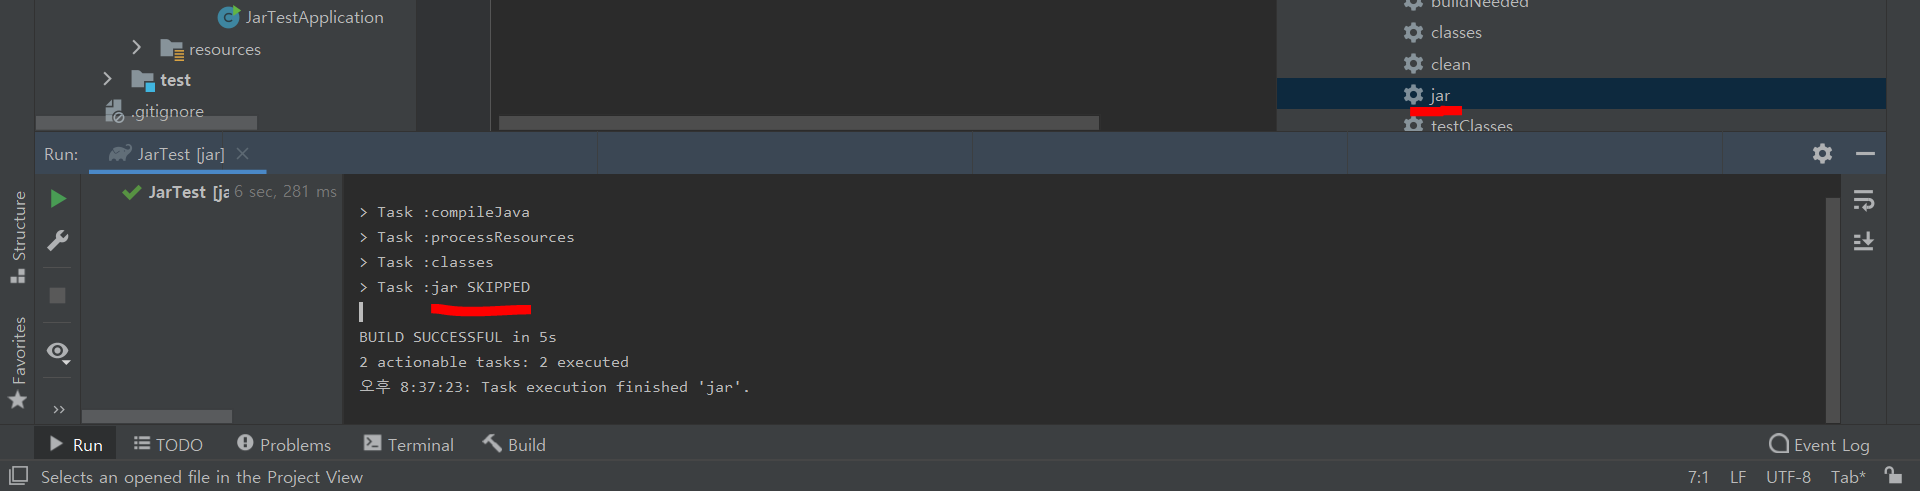 JarTestApplication
resources
test
.gitignore
buildNeeded
classes
clean
jar
testClasses
Run:
JarTest [jar]
JarTest [ja
6 sec, 281 ms
> Task :compileJava
> Task :processResources
> Task :classes
> Task :jar SKIPPED
BUILD SUCCESSFUL in 5s
2 actionable tasks: 2 executed
오후 8:37:23: Task execution finished 'jar'.
Structure
Favorites
Run
TODO
Problems
Terminal
Build
Event Log
Selects an opened file in the Project View
7:1
LF
UTF-8
Tab*